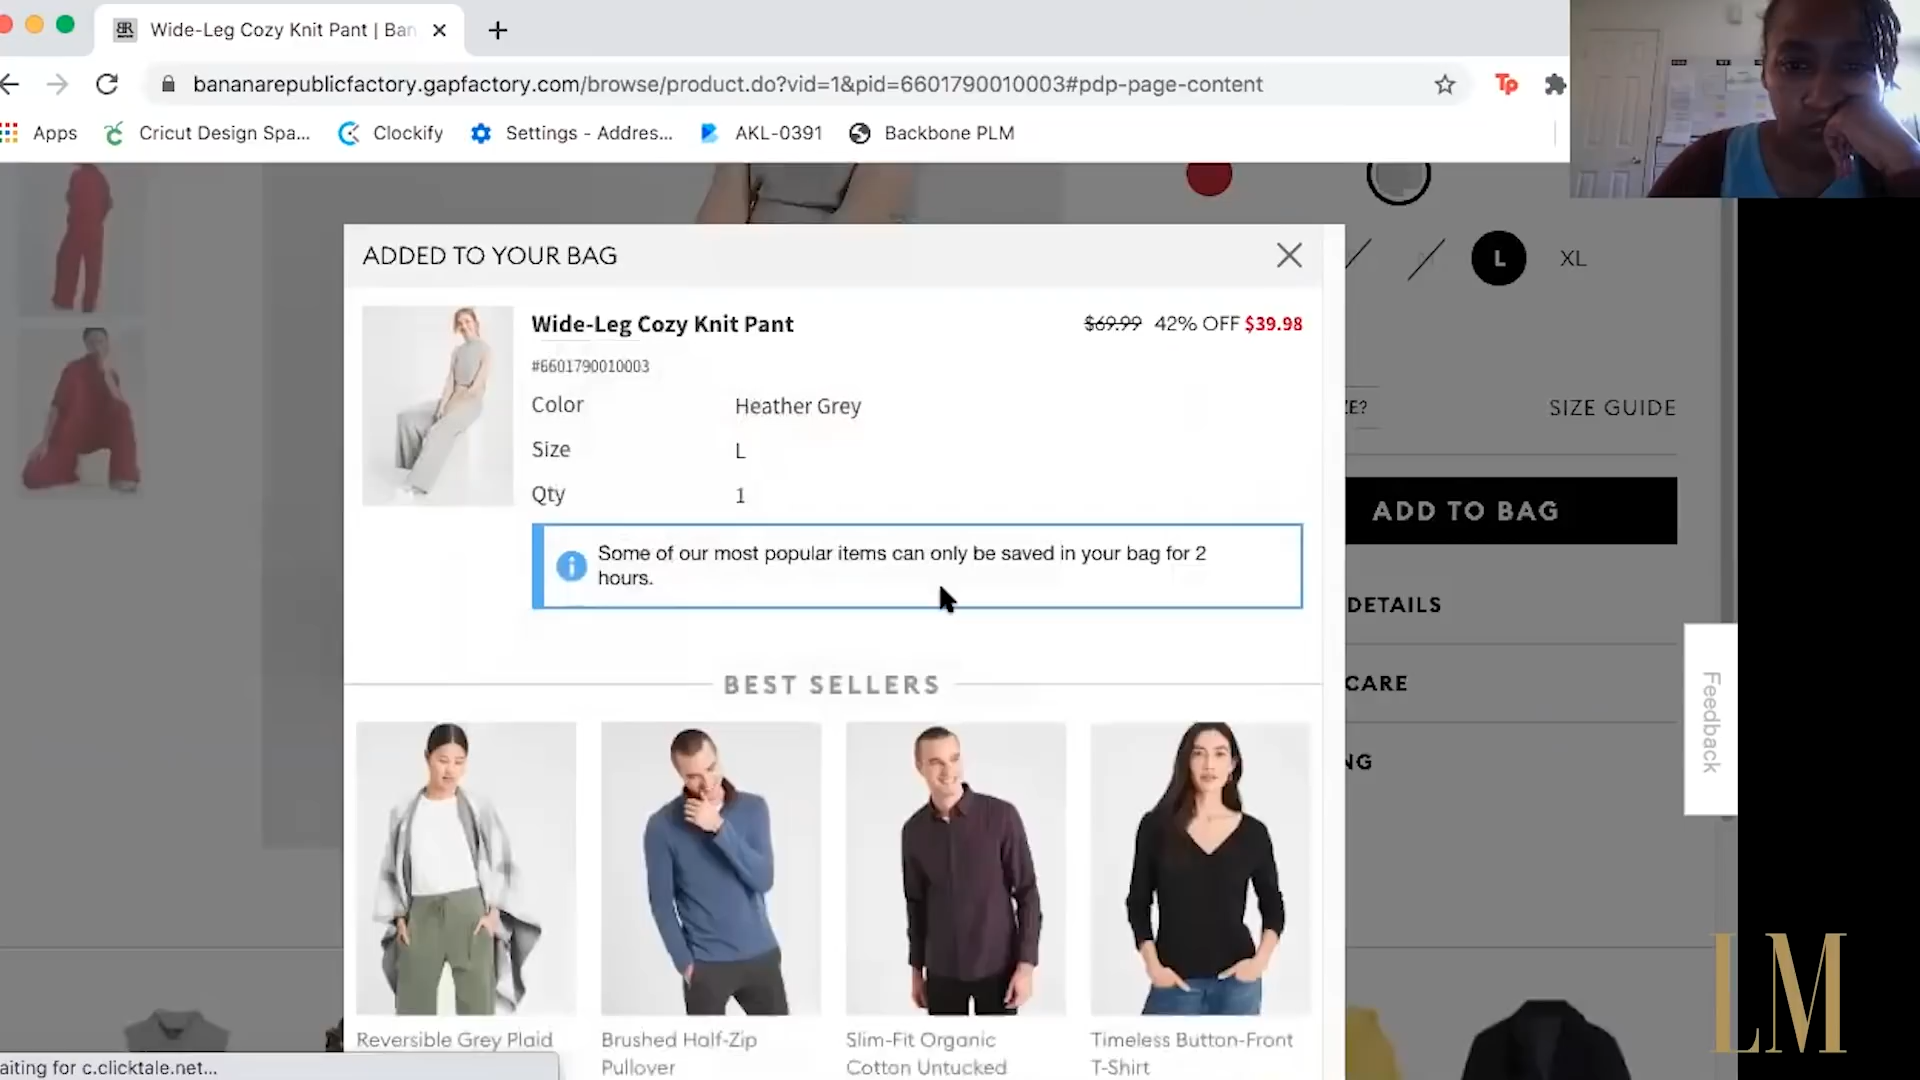 BR
Wide-Leg Cozy Knit Pant | Ban
bananarepublicfactory.gapfactory.com/browse/product.do?vid=1&pid=6601790010003#pdp-page-content
Tp
Apps
Cricut Design Spa...
Clockify
Settings - Addres...
AKL-0391
Backbone PLM
ADDED TO YOUR BAG
L
XL
Wide-Leg Cozy Knit Pant
$69.99 42% OFF $39.98
#6601790010003
Color Heather Grey
Size L
Qty 1
ZE?
SIZE GUIDE
ADD TO BAG
Some of our most popular items can only be saved in your bag for 2
hours.
DETAILS
CARE
NG
Feedback
BEST SELLERS
Reversible Grey Plaid
Brushed Half-Zip
Pullover
Slim-Fit Organic
Cotton Untucked
Timeless Button-Front
T-Shirt
aiting for c.clicktale.net...
LM